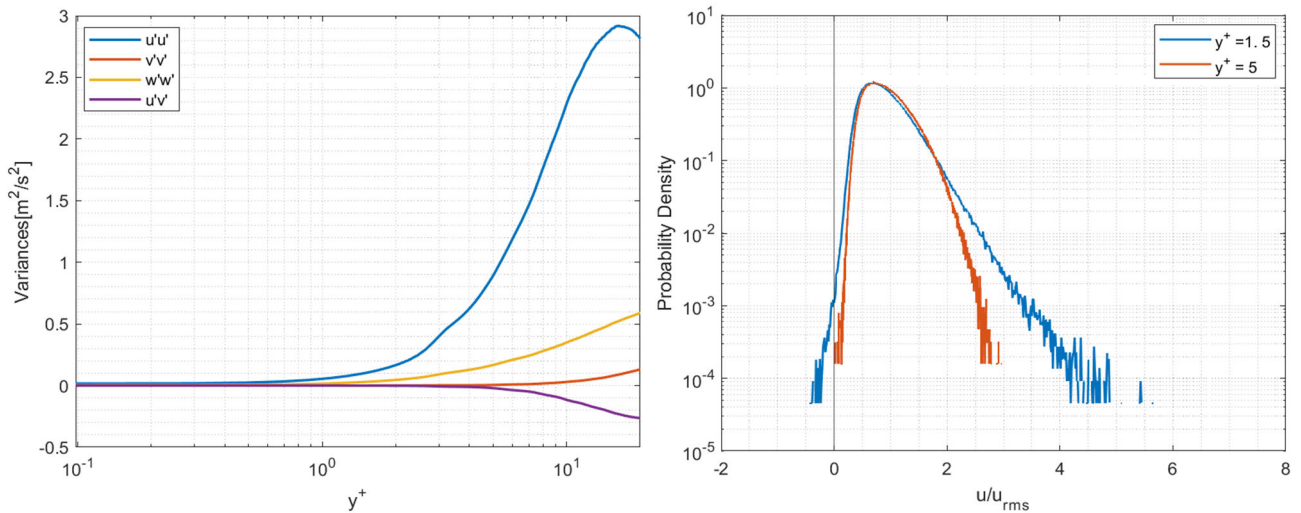 3
2.5
2
1.5
1
0.5
0
-0.5
Variances[m²/s²]
u'u'
v'v'
w'w'
u'v'
10⁻¹
10⁰
10¹
y⁺
10¹
10⁰
10⁻¹
10⁻²
10⁻³
10⁻⁴
10⁻⁵
Probability Density
y⁺ =1. 5
y⁺ = 5
-2
0
2
4
6
8
u/u_rms